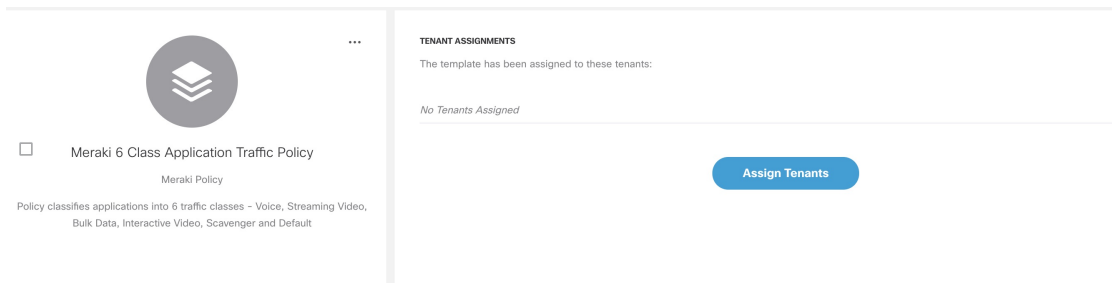 Meraki 6 Class Application Traffic Policy
Meraki Policy
Policy classifies applications into 6 traffic classes - Voice, Streaming Video,
Bulk Data, Interactive Video, Scavenger and Default
TENANT ASSIGNMENTS
The template has been assigned to these tenants:
No Tenants Assigned
Assign Tenants